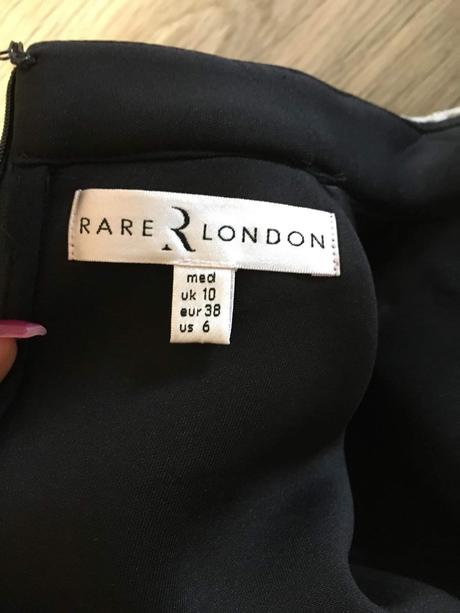 RARE R LONDON
med
uk 10
eur 38
us 6